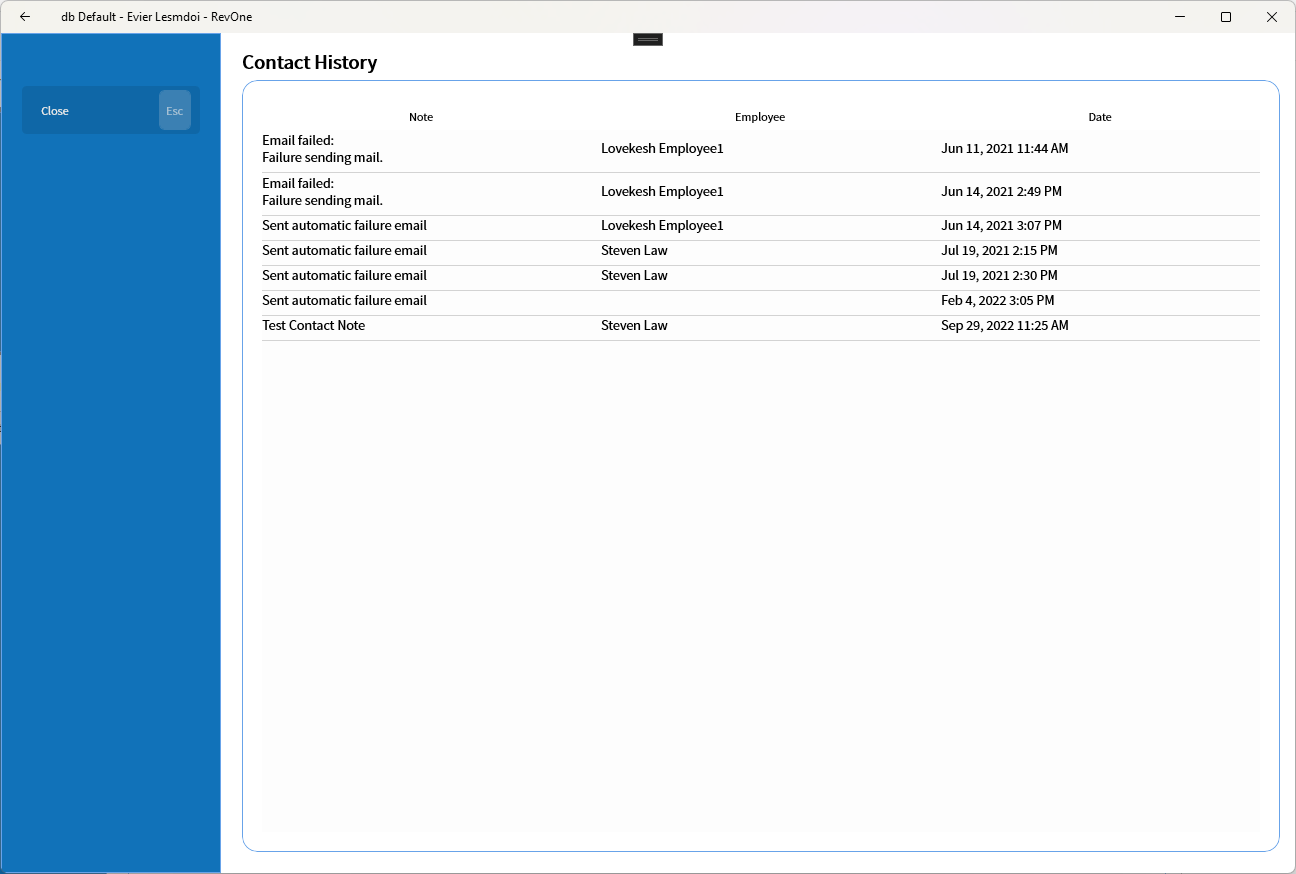 db Default - Evier Lesmdoi - RevOne
Close Esc
Contact History
Note Employee Date
Email failed:
Failure sending mail. Lovekesh Employee1 Jun 11, 2021 11:44 AM
Email failed:
Failure sending mail. Lovekesh Employee1 Jun 14, 2021 2:49 PM
Sent automatic failure email Lovekesh Employee1 Jun 14, 2021 3:07 PM
Sent automatic failure email Steven Law Jul 19, 2021 2:15 PM
Sent automatic failure email Steven Law Jul 19, 2021 2:30 PM
Sent automatic failure email Feb 4, 2022 3:05 PM
Test Contact Note Steven Law Sep 29, 2022 11:25 AM